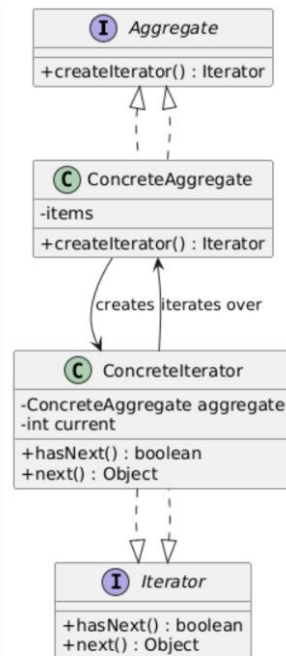 I Aggregate
+createIterator() : Iterator
C ConcreteAggregate
-items
+createIterator() : Iterator
creates iterates over
C ConcreteIterator
-ConcreteAggregate aggregate
-int current
+hasNext() : boolean
+next() : Object
I Iterator
+hasNext() : boolean
+next() : Object